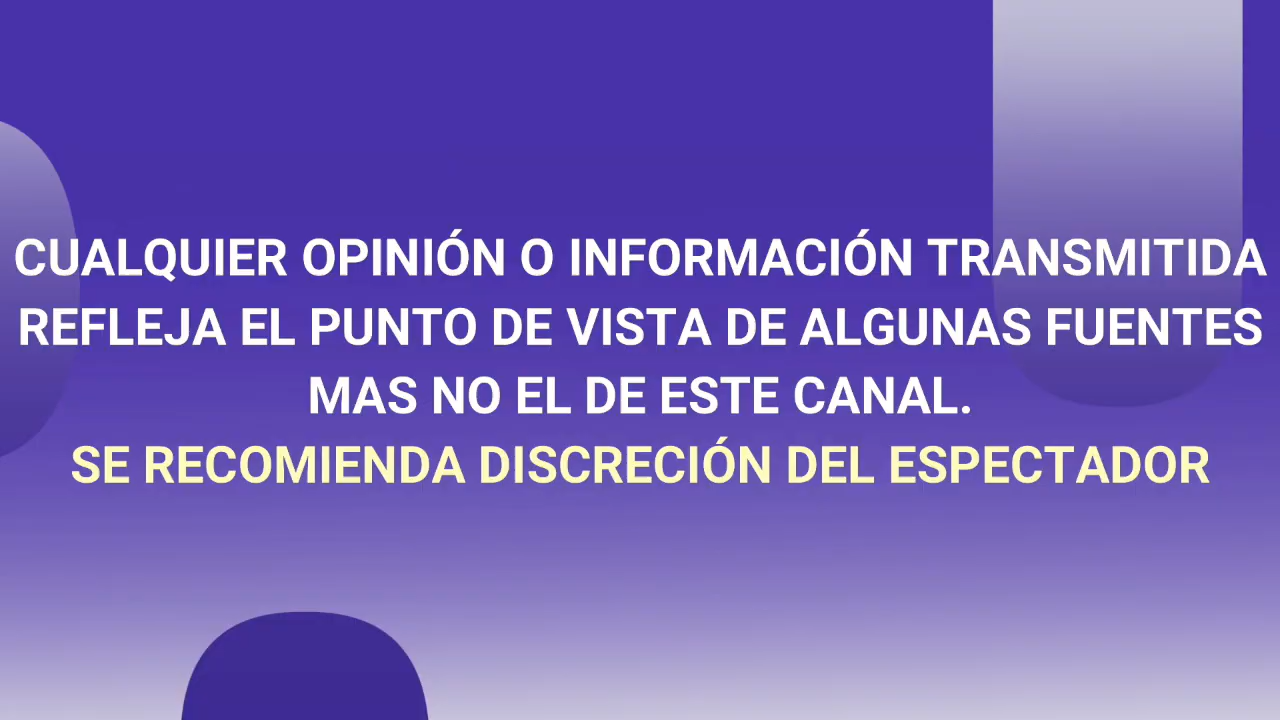 CUALQUIER OPINIÓN O INFORMACIÓN TRANSMITIDA
REFLEJA EL PUNTO DE VISTA DE ALGUNAS FUENTES
MAS NO EL DE ESTE CANAL.
SE RECOMIENDA DISCRECIÓN DEL ESPECTADOR